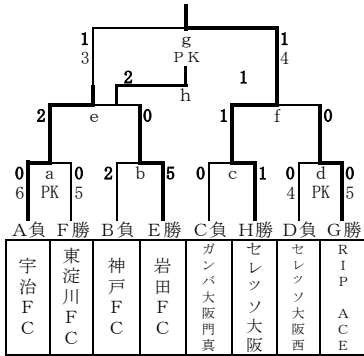 1 g 1
3 PK 4
2 1
h
2 e 0 1 f 0
0 a 0 2 b 5 0 c 1 0 d 0
6 PK 5 4 PK 5
A負 F勝 B負 E勝 C負 H勝 D負 G勝
宇治FC
東淀川FC
神戸FC
岩田FC
ガンバ大阪門真
セレッソ大阪
セレッソ大阪西
RIP ACE